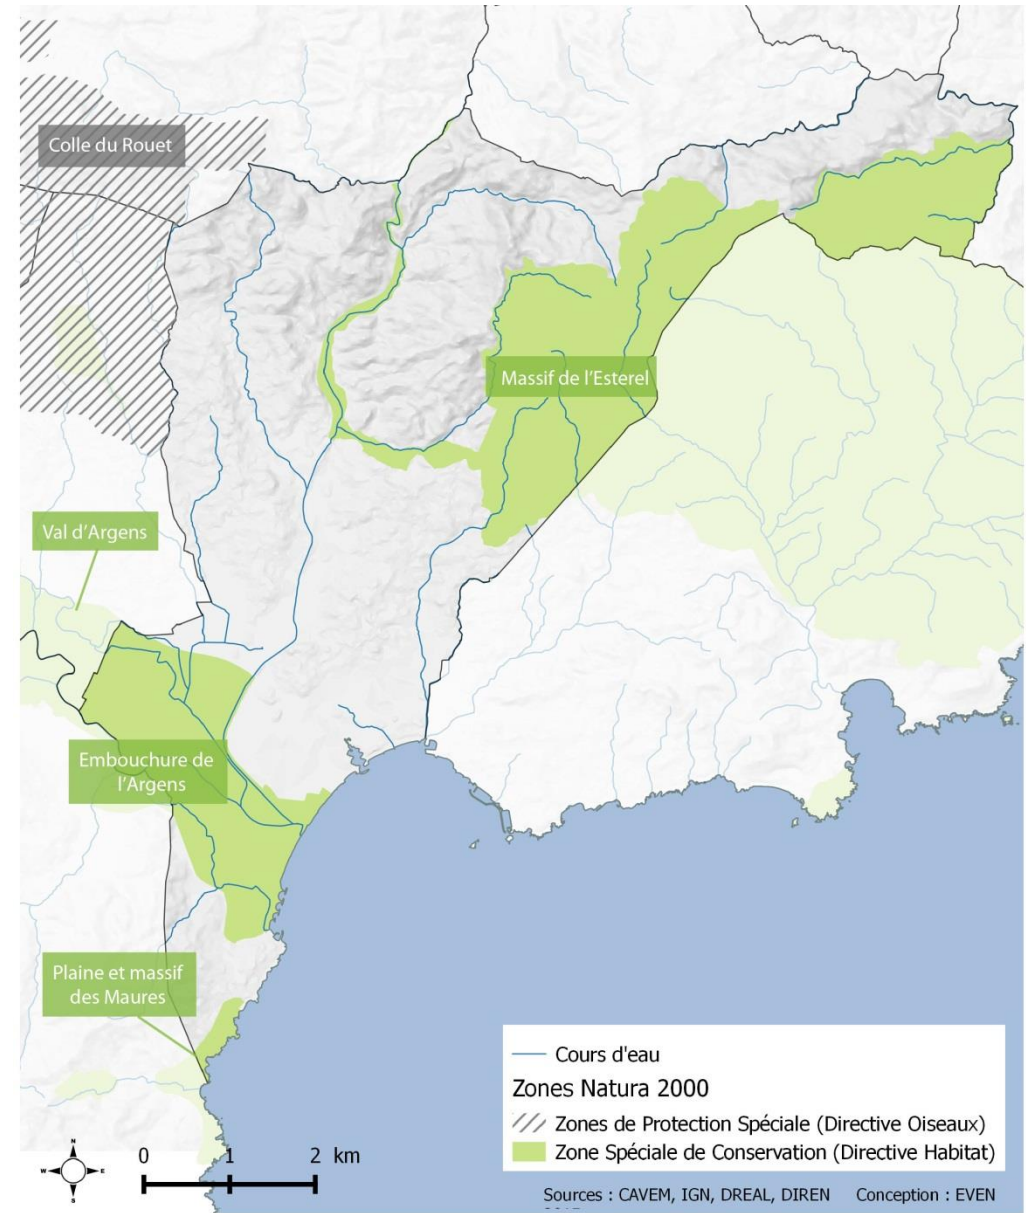 Colle du Rouet
Massif de l'Esterel
Val d'Argens
Embouchure de
l'Argens
Plaine et massif
des Maures
Cours d'eau
Zones Natura 2000
Zones de Protection Spéciale (Directive Oiseaux)
Zone Spéciale de Conservation (Directive Habitat)
N
W E
S
0 1 2 km
Sources : CAVEM, IGN, DREAL, DIREN Conception : EVEN